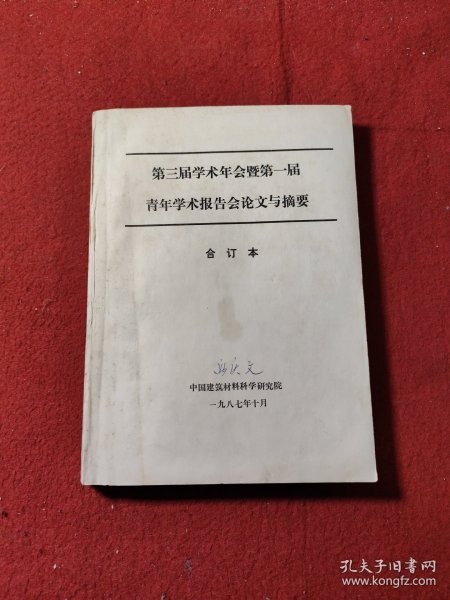 第三届学术年会暨第一届
青年学术报告会论文与摘要
合订本
中国建筑材料科学研究院
一九八七年十月
孔夫子旧书网
www.kongfz.com